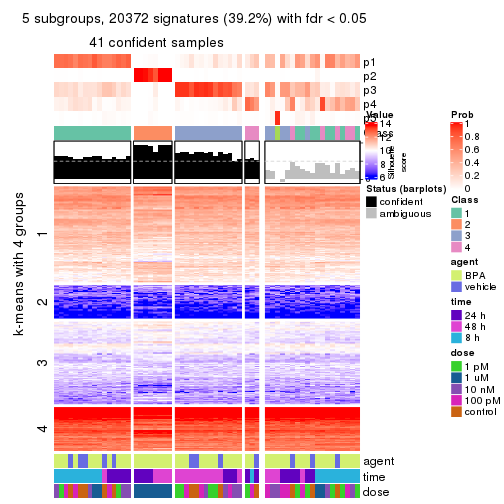 5 subgroups, 20372 signatures (39.2%) with fdr < 0.05
41 confident samples
p1
p2
p3
p4
Value
14
12
10
8
6
Silhouette
score
Prob
1
0.8
0.6
0.4
0.2
0
Status (barplots)
confident
ambiguous
Class
1
2
3
4
agent
BPA
vehicle
time
24 h
48 h
8 h
dose
1 pM
1 uM
10 nM
100 pM
control
k-means with 4 groups
1
2
3
4
agent
time
dose